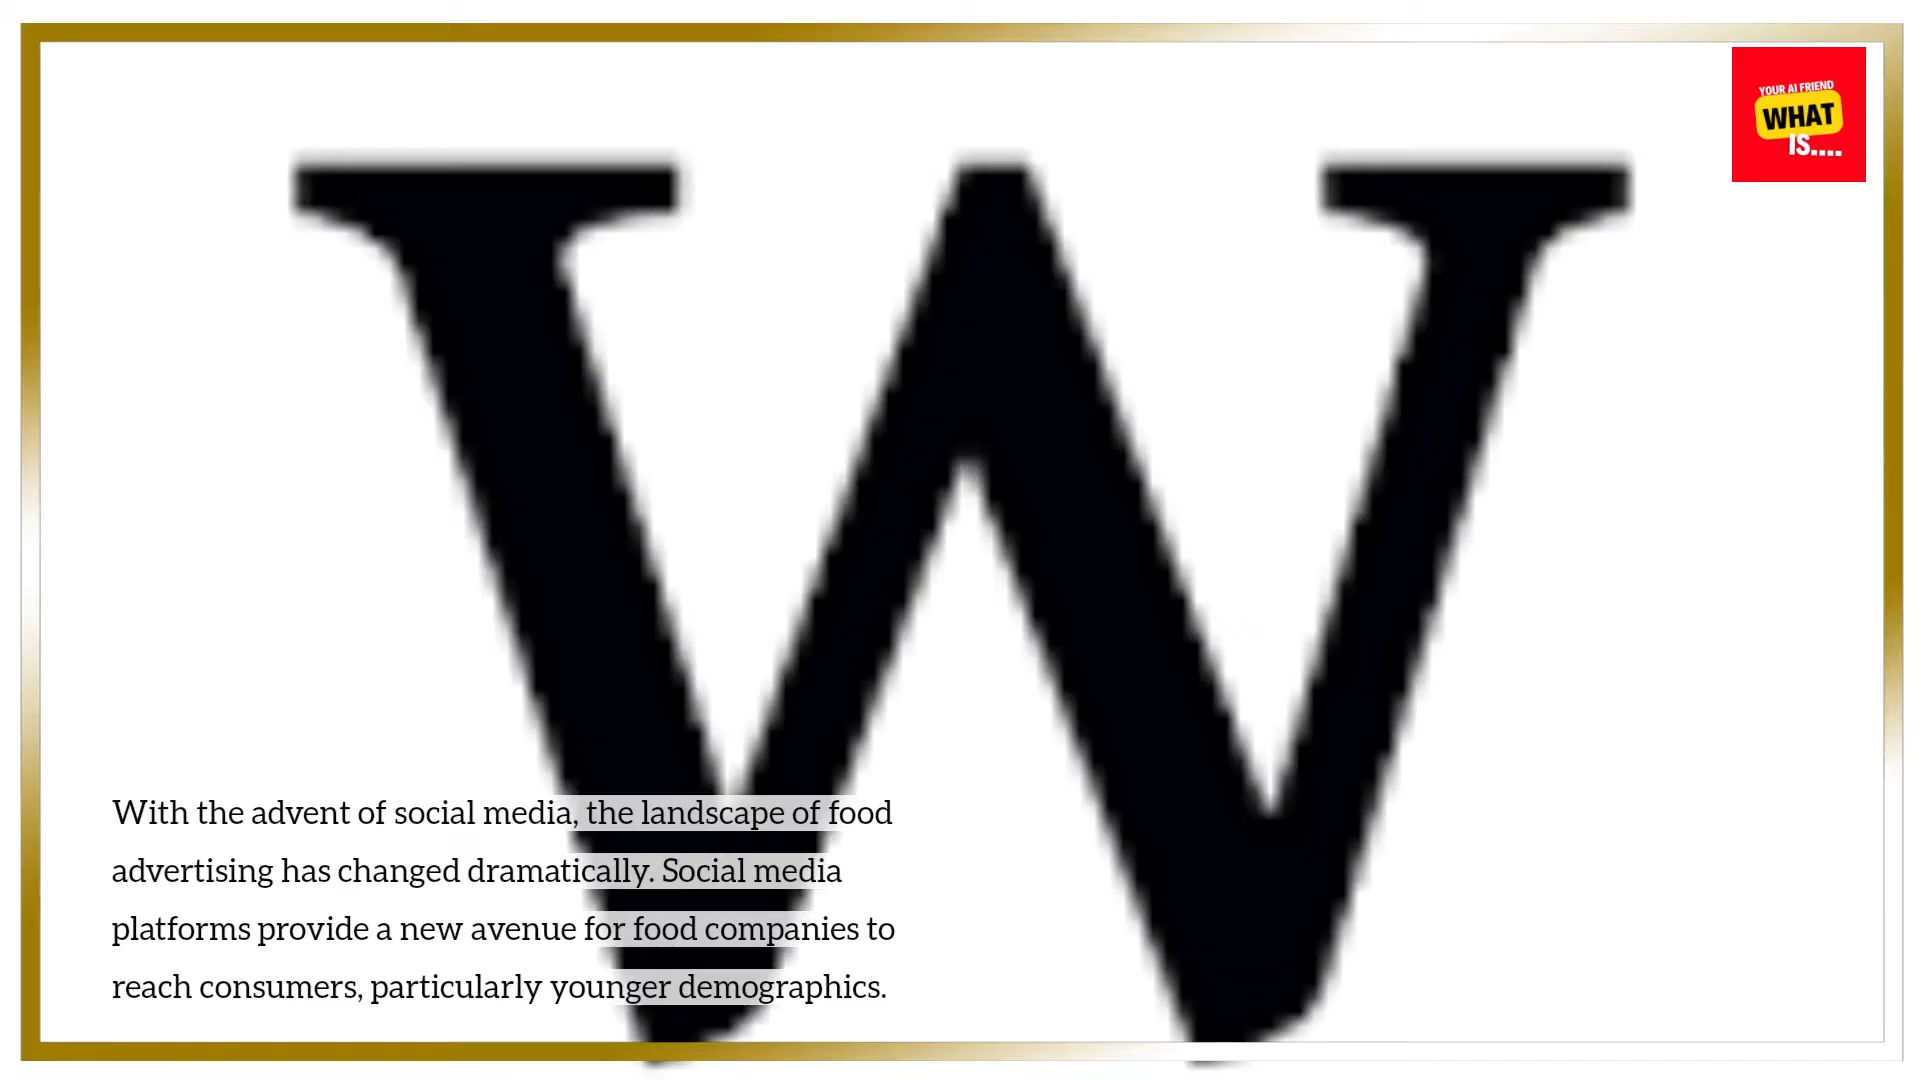 YOUR AI FRIEND
WHAT
IS....
W
With the advent of social media, the landscape of food
advertising has changed dramatically. Social media
platforms provide a new avenue for food companies to
reach consumers, particularly younger demographics.